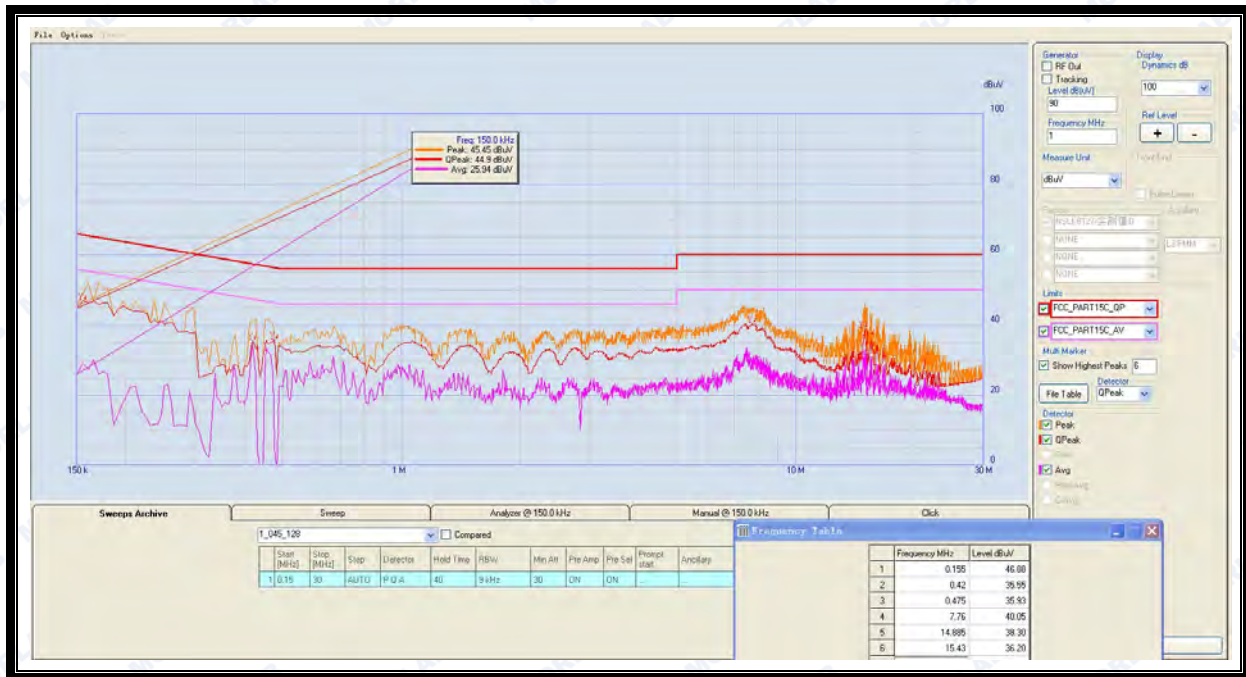 File Options
dBuV
100
80
60
40
20
0
Freq: 150.0 kHz
Peak: 45.45 dBuV
QPeak: 44.9 dBuV
Avg: 25.94 dBuV
150 k
1 M
10 M
30 M
Generator
RF Out
Tracking
Level dB(uV)
90
Frequency MHz
1
Display
Dynamics dB
100
Ref Level
+ -
Measure Unit
dBuV
NONE
NONE
NONE
Limits
FCC_PART15C_QP
FCC_PART15C_AV
Multi Marker
Show Highest Peaks 6
File Table
Detector
QPeak
Detector
Peak
QPeak
Avg
Sweeps Archive Sweep Analyzer @ 150.0 kHz Manual @ 150.0 kHz Click
1_045_128 Compared
Start [MHz] Stop [MHz] Step Detector Hold Time RBW Min Att Pre Amp Pre Sel Prompt start Ancillary
1 0.15 30 AUTO P Q A 40 9 kHz 30 ON ON ...
Frequency Table
Frequency MHz Level dBuV
1 0.155
2 0.42 35.55
3 0.475 35.93
4 7.76 40.05
5 14.885 38.30
6 15.43 36.20